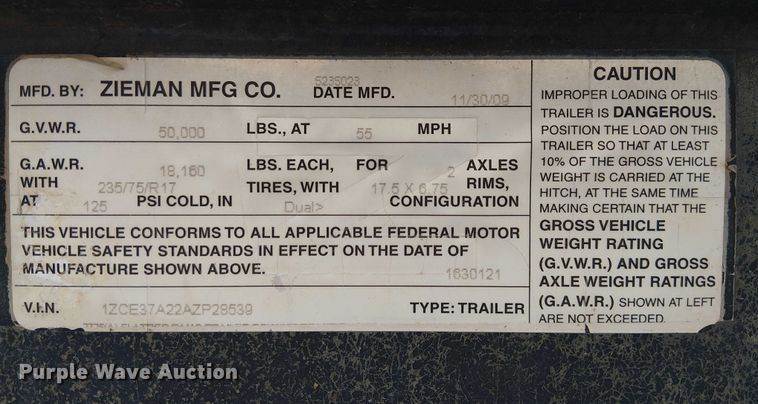 S235023
MFD. BY: ZIEMAN MFG CO. DATE MFD. 11/30/09
G.V.W.R. 50,000 LBS., AT 55 MPH
G.A.W.R. 18,160 LBS. EACH, FOR 2 AXLES
WITH 235/75/R17 TIRES, WITH 17.5 X 6.75 RIMS,
AT 125 PSI COLD, IN Dual> CONFIGURATION
THIS VEHICLE CONFORMS TO ALL APPLICABLE FEDERAL MOTOR
VEHICLE SAFETY STANDARDS IN EFFECT ON THE DATE OF
MANUFACTURE SHOWN ABOVE. 1630121
V.I.N. 1ZCE37A22AZP28539 TYPE: TRAILER
CAUTION
IMPROPER LOADING OF THIS
TRAILER IS DANGEROUS.
POSITION THE LOAD ON THIS
TRAILER SO THAT AT LEAST
10% OF THE GROSS VEHICLE
WEIGHT IS CARRIED AT THE
HITCH, AT THE SAME TIME
MAKING CERTAIN THAT THE
GROSS VEHICLE
WEIGHT RATING
(G.V.W.R.) AND GROSS
AXLE WEIGHT RATINGS
(G.A.W.R.) SHOWN AT LEFT
ARE NOT EXCEEDED.
Purple Wave Auction